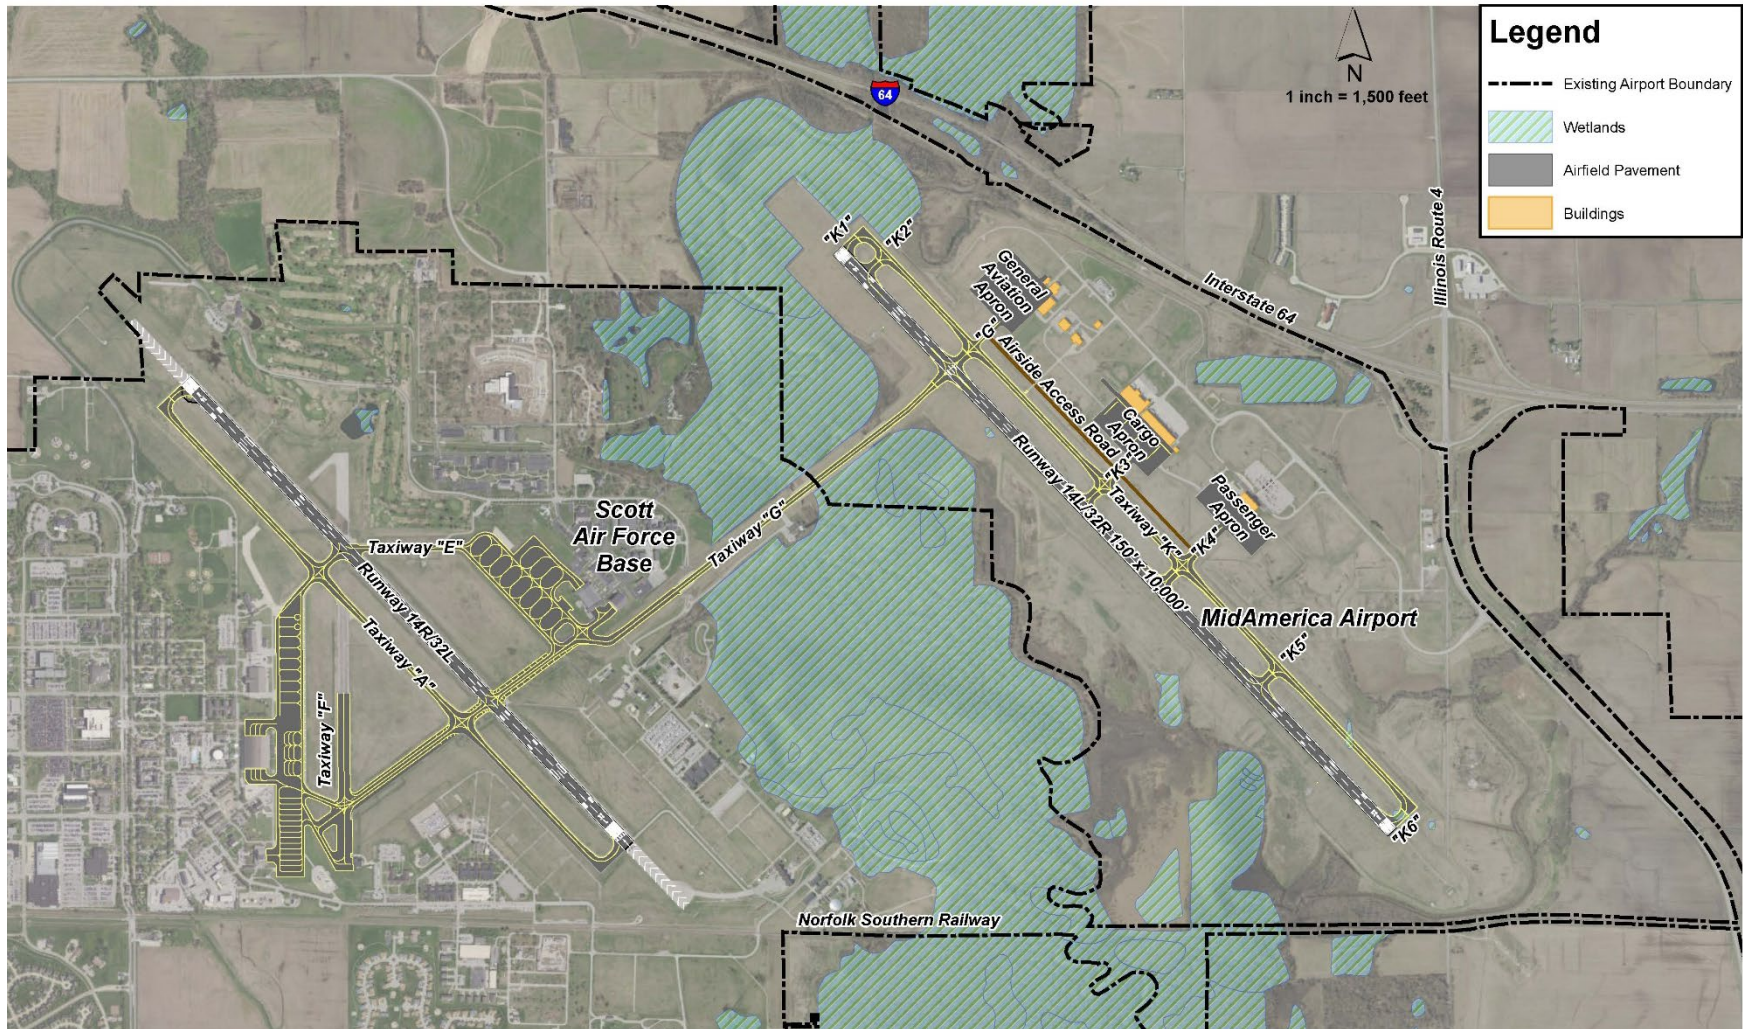 Legend
Existing Airport Boundary
Wetlands
Airfield Pavement
Buildings
N
1 inch = 1,500 feet
64
Illinois Route 4
Interstate 64
"K1"
"K2"
General
Aviation
Apron
"G"
Airside Access Road
Cargo
Apron
"K3"
Taxiway "K"
"K4"
Passenger
Apron
Runway 14L/32R 150' x 10,000'
MidAmerica Airport
"K5"
"K6"
Scott
Air Force
Base
Taxiway "G"
Taxiway "E"
Runway 14R/32L
Taxiway "A"
Taxiway "F"
Norfolk Southern Railway